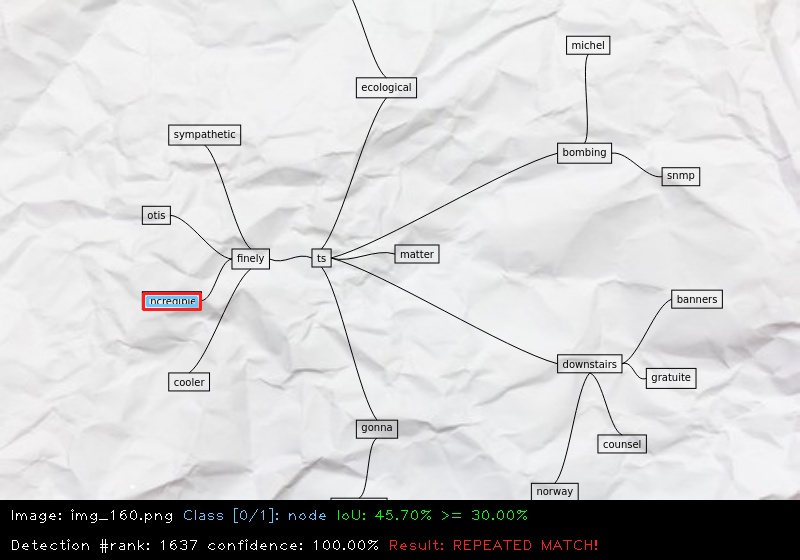 michel
ecological
sympathetic
bombing
snmp
otis
matter
finely
ts
banners
downstairs
gratuite
cooler
gonna
counsel
norway
Image: img_160.png Class [0/1]: node IoU: 45.70% >= 30.00%
Detection #rank: 1637 confidence: 100.00% Result: REPEATED MATCH!